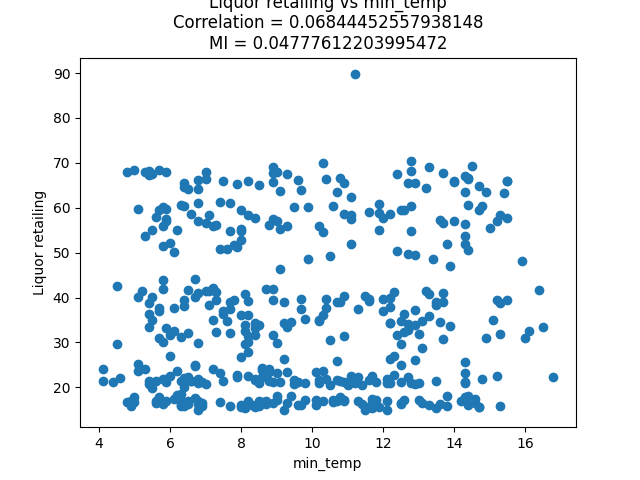 Liquor retailing vs min_temp
Correlation = 0.06844452557938148
MI = 0.04777612203995472
90
80
70
60
50
40
30
20
Liquor retailing
4 6 8 10 12 14 16
min_temp